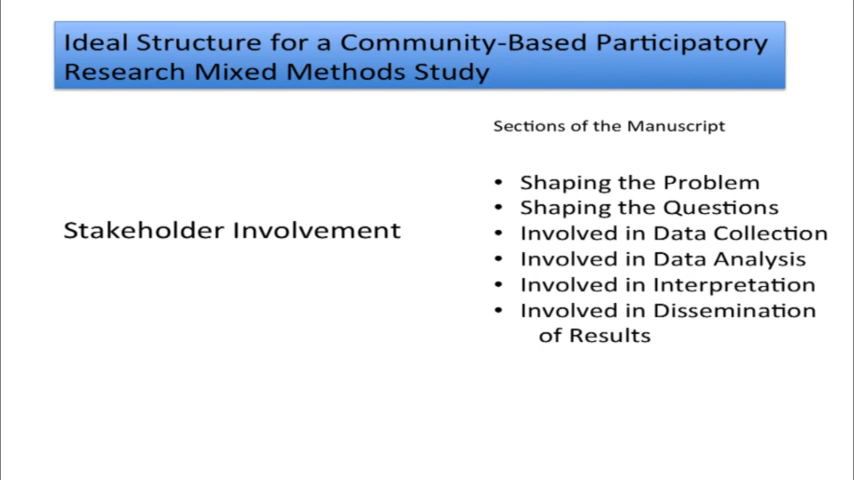 Ideal Structure for a Community-Based Participatory
Research Mixed Methods Study
Sections of the Manuscript
Stakeholder Involvement
• Shaping the Problem
• Shaping the Questions
• Involved in Data Collection
• Involved in Data Analysis
• Involved in Interpretation
• Involved in Dissemination
of Results